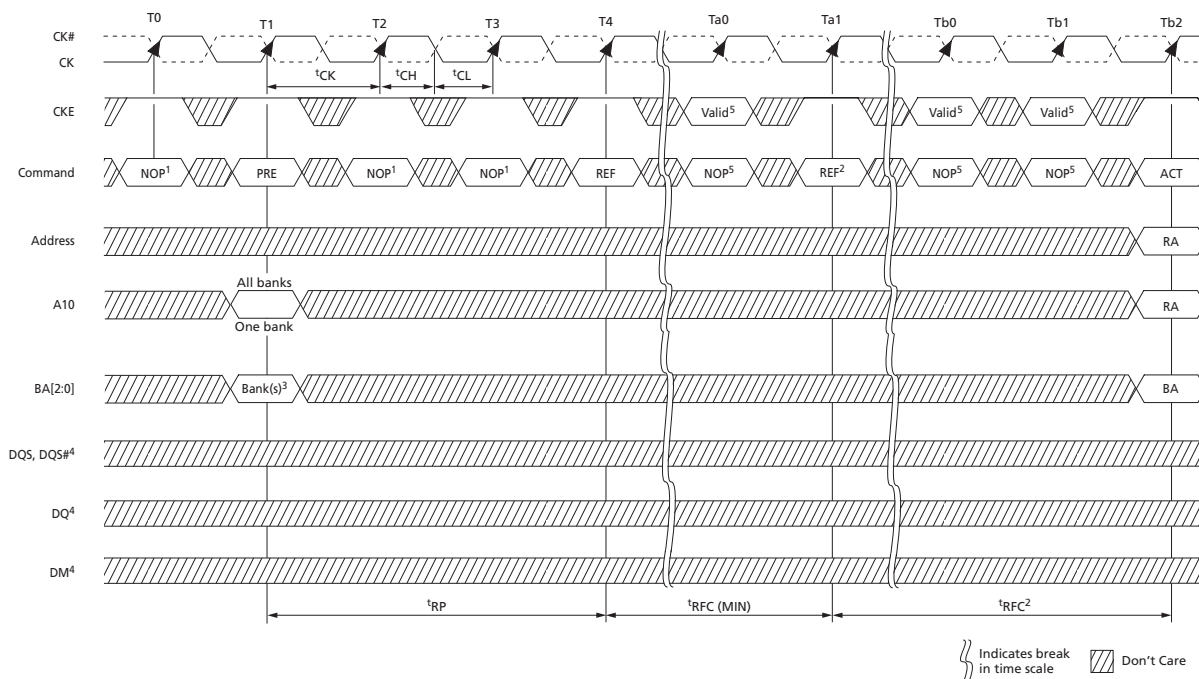 T0 T1 T2 T3 T4 Ta0 Ta1 Tb0 Tb1 Tb2
CK#
CK
tCK tCH tCL
CKE Valid5 Valid5 Valid5
Command NOP1 PRE NOP1 NOP1 REF NOP5 REF2 NOP5 NOP5 ACT
Address RA
All banks
A10 RA
One bank
BA[2:0] Bank(s)3 BA
DQS, DQS#4
DQ4
DM4
tRP tRFC (MIN) tRFC2
Indicates break
in time scale
Don't Care